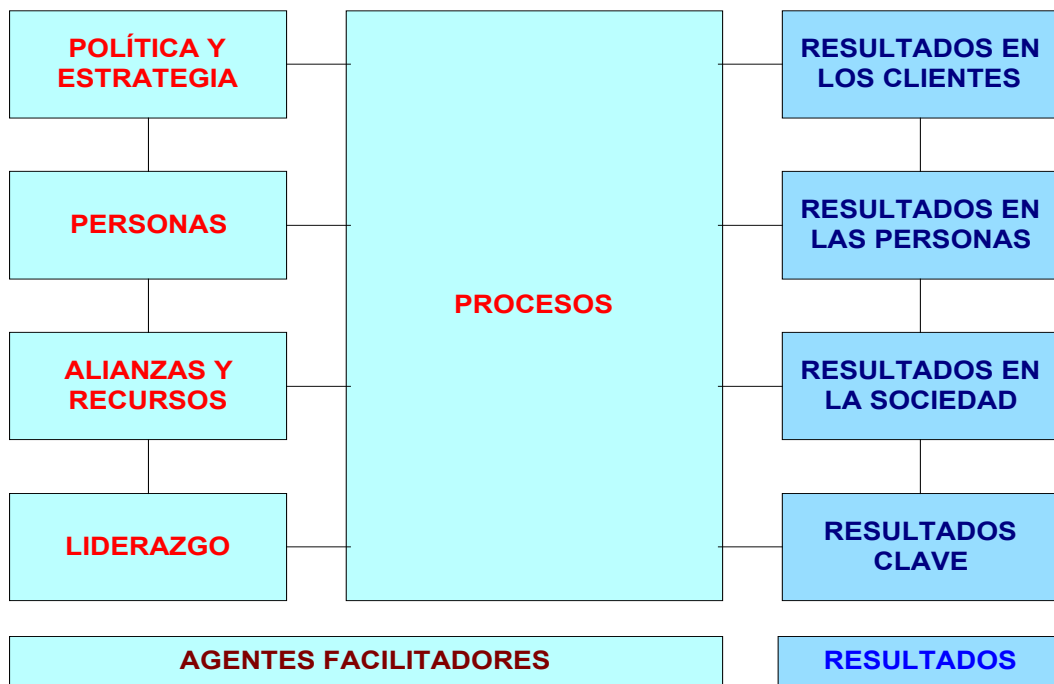 POLÍTICA Y
ESTRATEGIA
PERSONAS
ALIANZAS Y
RECURSOS
LIDERAZGO
PROCESOS
RESULTADOS EN
LOS CLIENTES
RESULTADOS EN
LAS PERSONAS
RESULTADOS EN
LA SOCIEDAD
RESULTADOS
CLAVE
AGENTES FACILITADORES
RESULTADOS